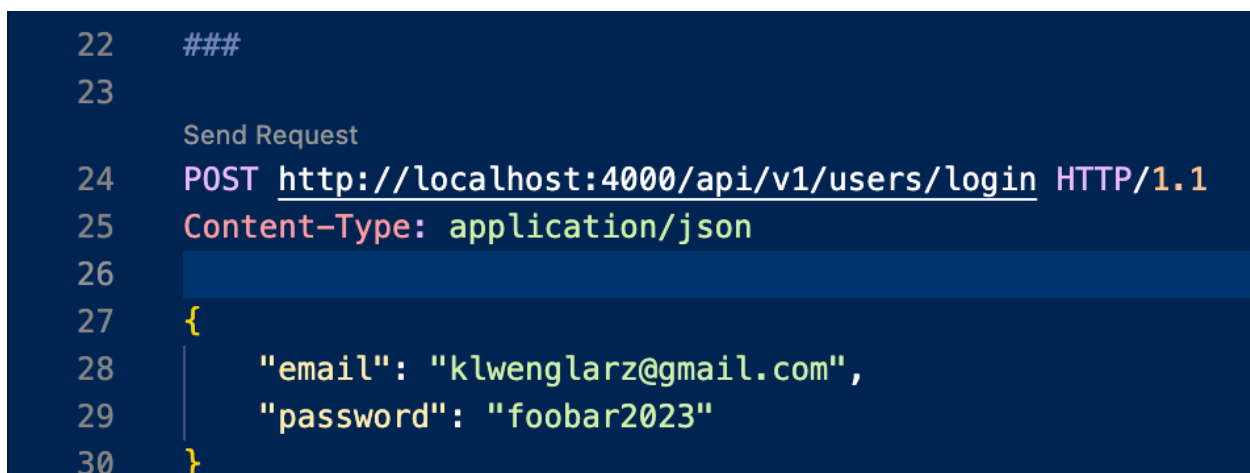 22 ###
23
Send Request
24 POST http://localhost:4000/api/v1/users/login HTTP/1.1
25 Content-Type: application/json
26
27 {
28 "email": "klwenglarz@gmail.com",
29 "password": "foobar2023"
30 }